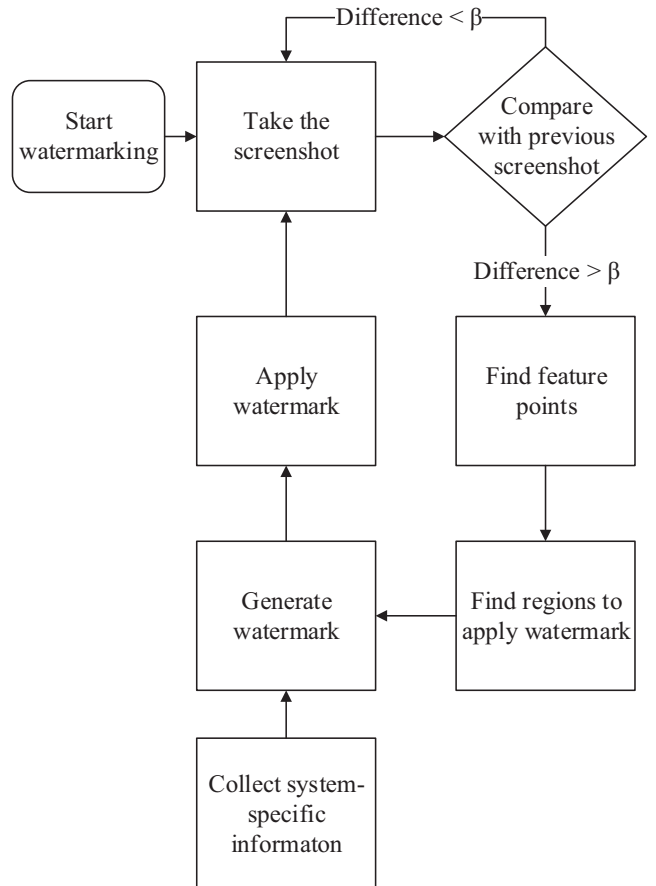 Difference < β
Start
watermarking
Take the
screenshot
Compare
with previous
screenshot
Difference > β
Apply
watermark
Find feature
points
Generate
watermark
Find regions to
apply watermark
Collect system-
specific
informaton